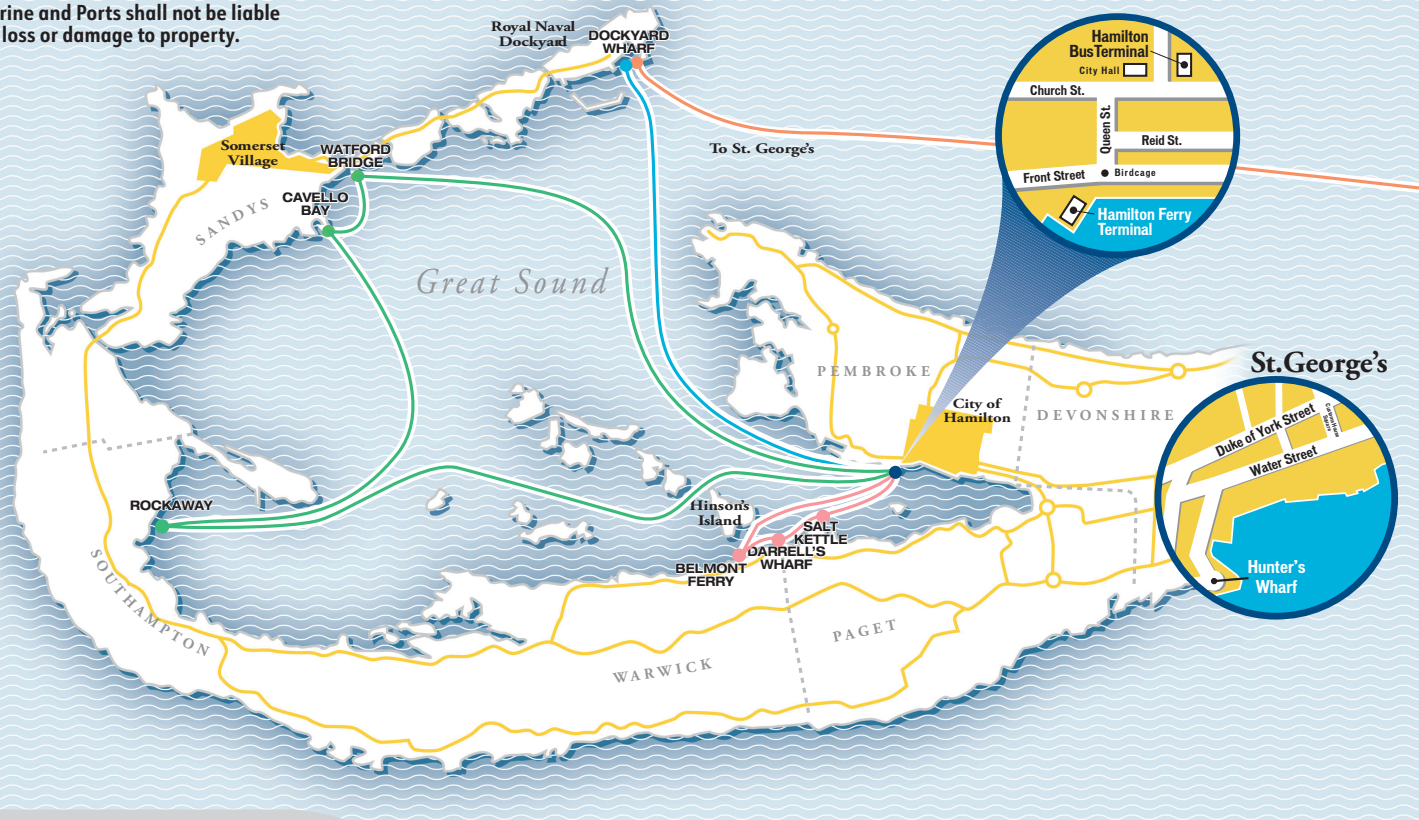 rine and Ports shall not be liable
loss or damage to property.
Royal Naval
Dockyard
DOCKYARD
WHARF
Hamilton
BusTerminal
City Hall
Church St.
Queen St.
Reid St.
Front Street
Birdcage
Hamilton Ferry
Terminal
To St. George's
Somerset
Village
WATFORD
BRIDGE
CAVELLO
BAY
SANDYS
Great Sound
PEMBROKE
City of
Hamilton
DEVONSHIRE
St.George's
Duke of York Street
Water Street
Hunter's
Wharf
ROCKAWAY
Hinson's
Island
SALT
KETTLE
DARRELL'S
WHARF
BELMONT
FERRY
SOUTHAMPTON
WARWICK
PAGET